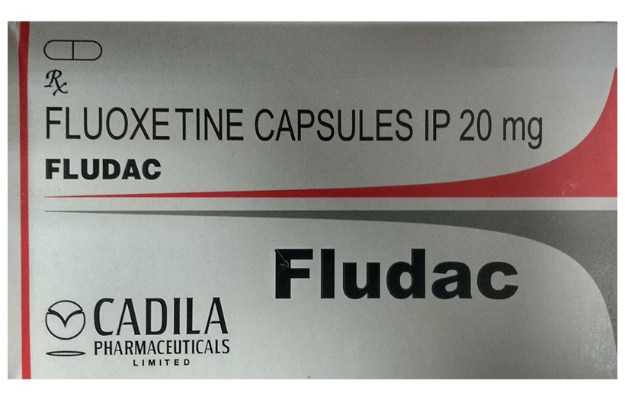 Rx
FLUOXETINE CAPSULES IP 20 mg
FLUDAC
Fludac
CADILA
PHARMACEUTICALS
LIMITED